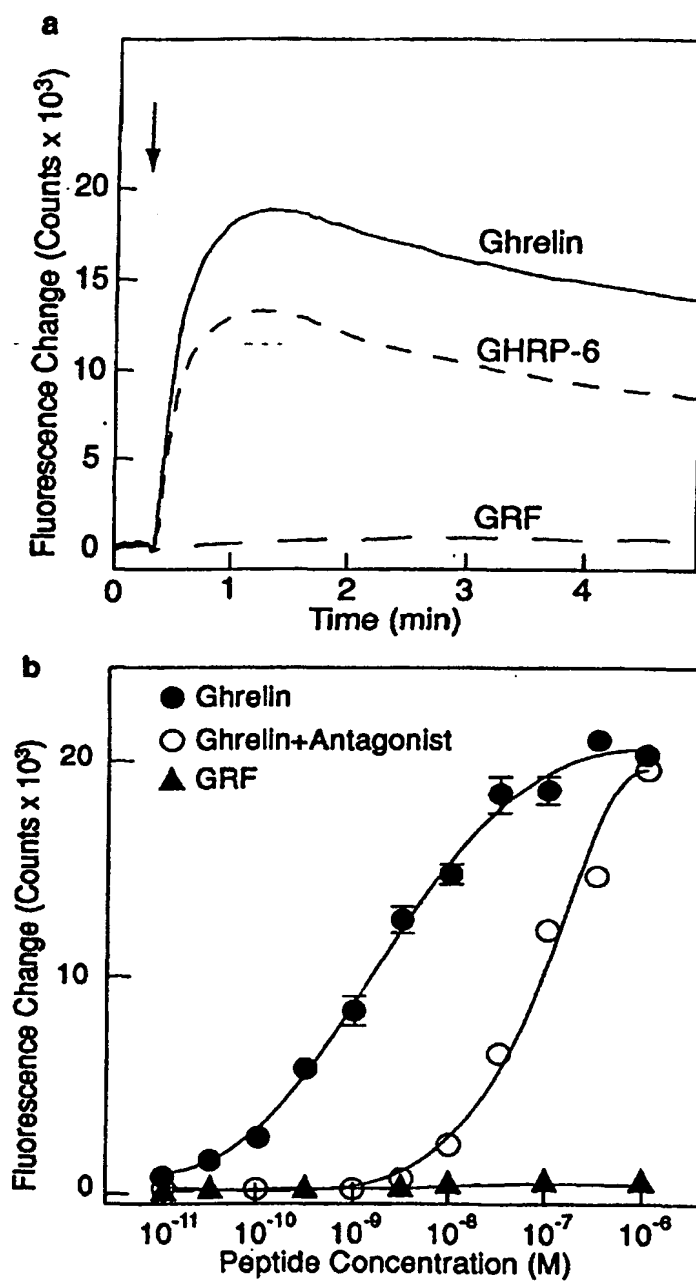 a
Fluorescence Change (Counts x 10³)
20
15
10
5
0
Ghrelin
GHRP-6
GRF
0 1 2 3 4
Time (min)
b
Ghrelin
Ghrelin+Antagonist
GRF
Fluorescence Change (Counts x 10³)
20
10
0
10⁻¹¹ 10⁻¹⁰ 10⁻⁹ 10⁻⁸ 10⁻⁷ 10⁻⁶
Peptide Concentration (M)